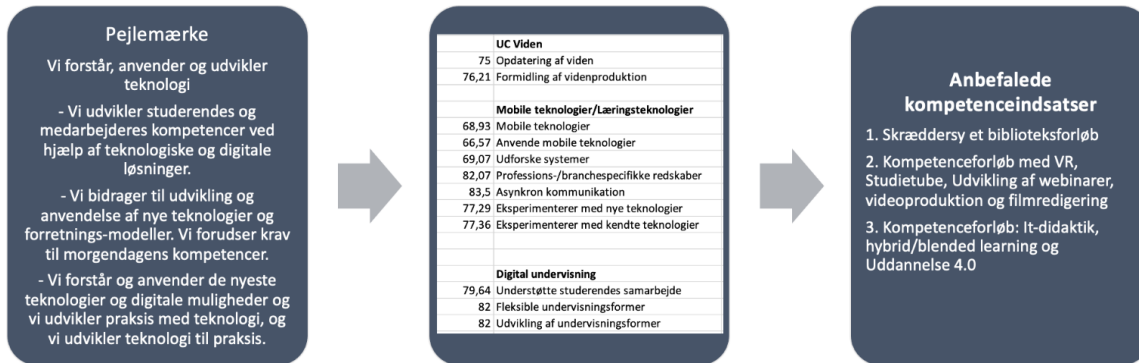 Pejlemærke
Vi forstår, anvender og udvikler
teknologi
- Vi udvikler studerendes og
medarbejderes kompetencer ved
hjælp af teknologiske og digitale
løsninger.
- Vi bidrager til udvikling og
anvendelse af nye teknologier og
forretnings-modeller. Vi forudser krav
til morgendagens kompetencer.
- Vi forstår og anvender de nyeste
teknologier og digitale muligheder og
vi udvikler praksis med teknologi, og
vi udvikler teknologi til praksis.
UC Viden
75 Opdatering af viden
76,21 Formidling af videnproduktion
Mobile teknologier/Læringsteknologier
68,93 Mobile teknologier
66,57 Anvende mobile teknologier
69,07 Udforske systemer
82,07 Professions-/branchespecifikke redskaber
83,5 Asynkron kommunikation
77,29 Eksperimenterer med nye teknologier
77,36 Eksperimenterer med kendte teknologier
Digital undervisning
79,64 Understøtte studerendes samarbejde
82 Fleksible undervisningsformer
82 Udvikling af undervisningsformer
Anbefalede
kompetenceindsatser
1. Skræddersy et biblioteksforløb
2. Kompetenceforløb med VR,
Studietube, Udvikling af webinarer,
videoproduktion og filmredigering
3. Kompetenceforløb: It-didaktik,
hybrid/blended learning og
Uddannelse 4.0